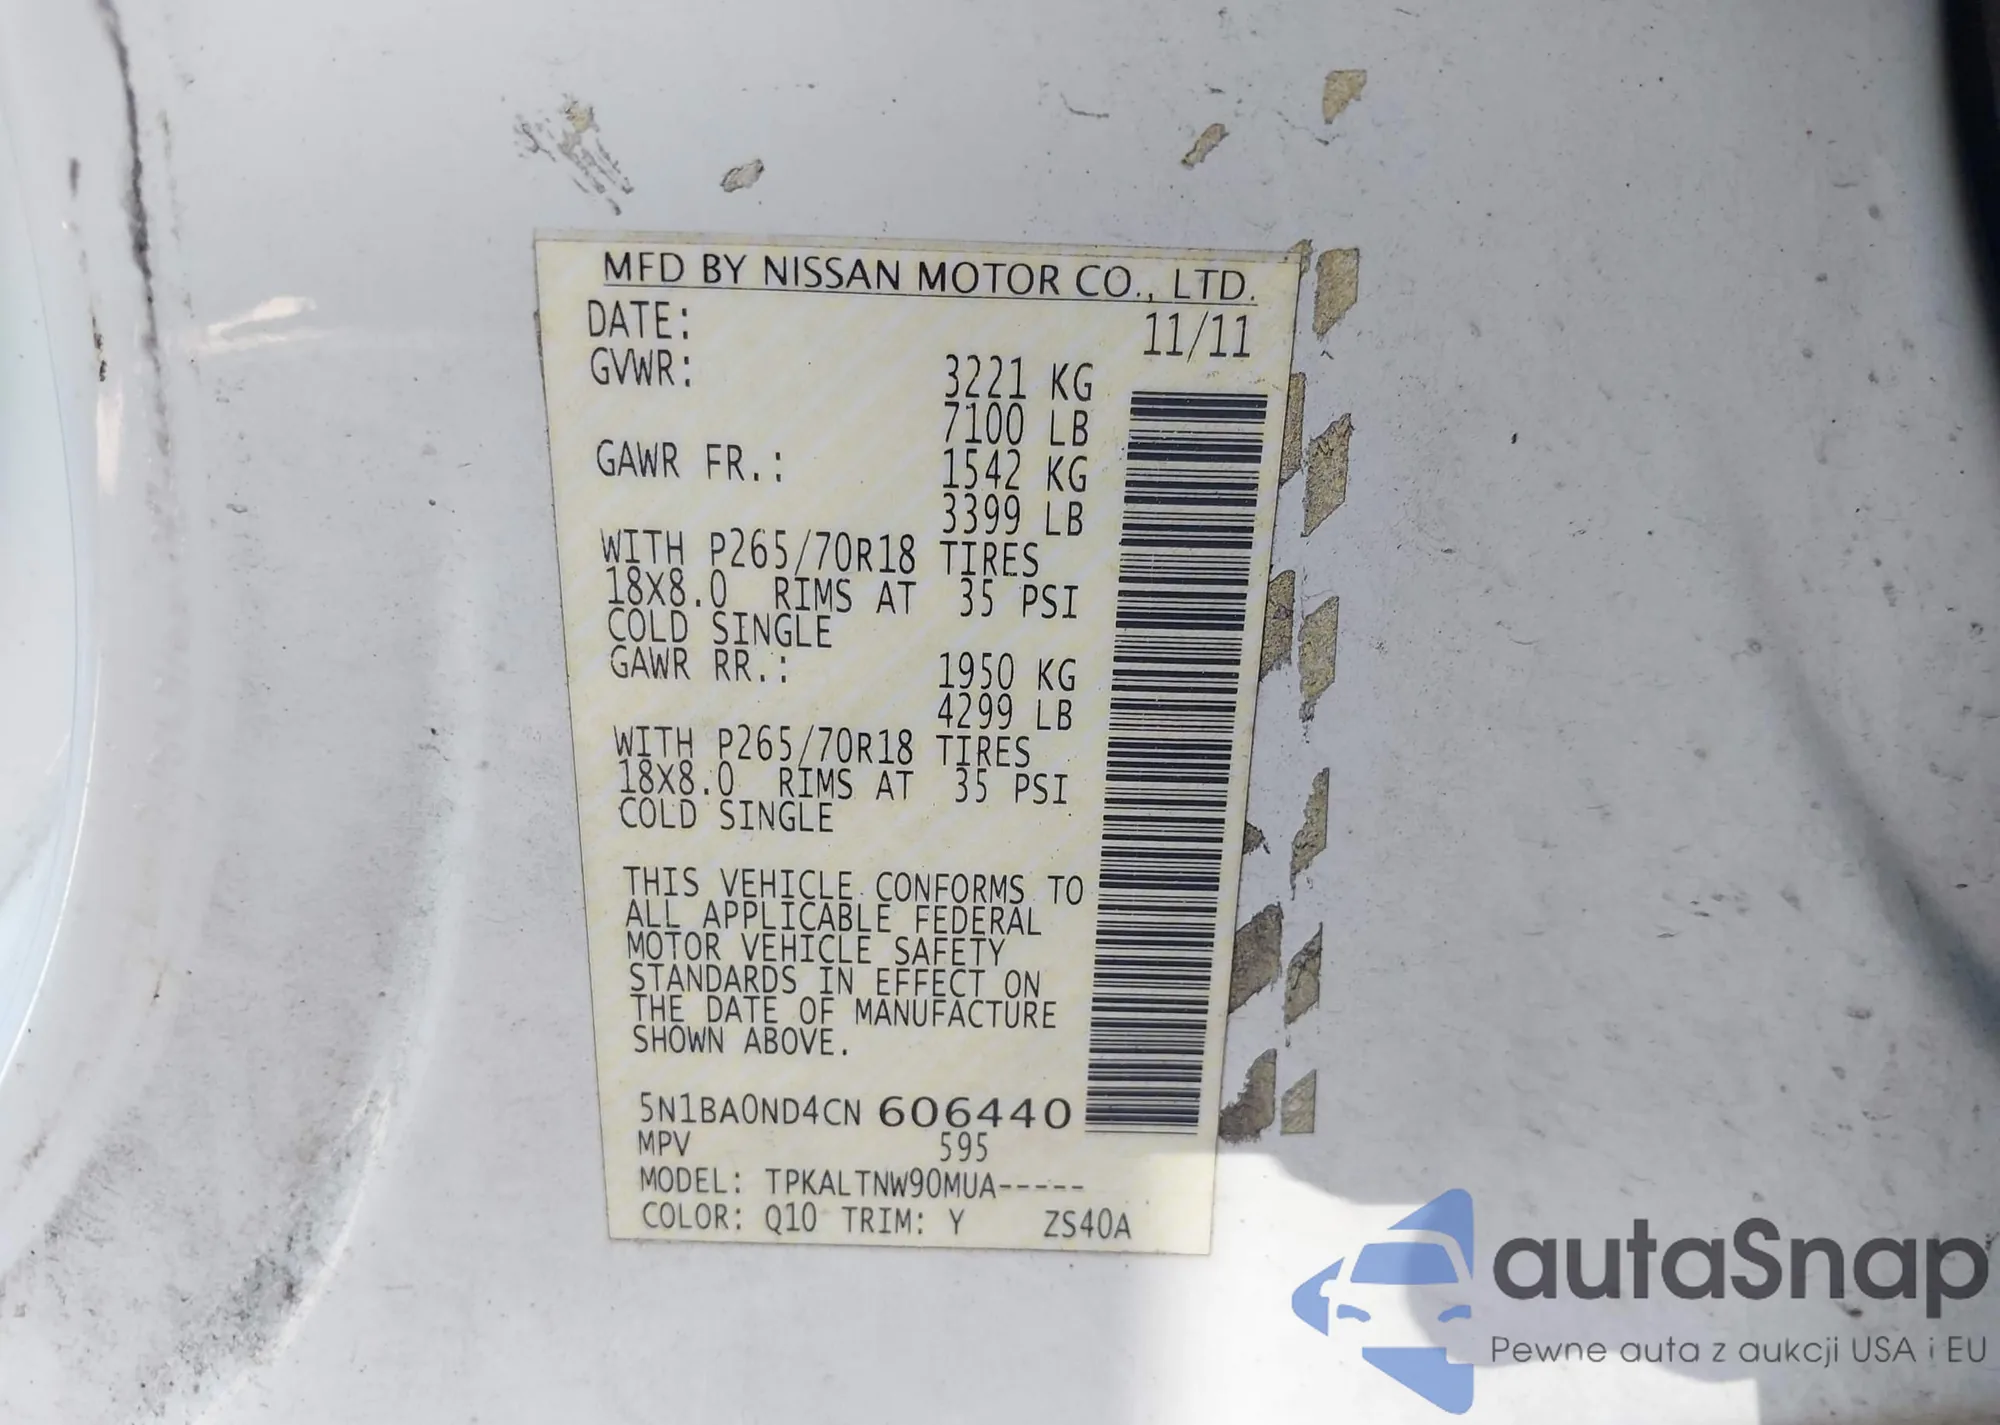 MFD BY NISSAN MOTOR CO., LTD.
DATE: 11/11
GVWR: 3221 KG
7100 LB
GAWR FR.: 1542 KG
3399 LB
WITH P265/70R18 TIRES
18X8.0 RIMS AT 35 PSI
COLD SINGLE
GAWR RR.: 1950 KG
4299 LB
WITH P265/70R18 TIRES
18X8.0 RIMS AT 35 PSI
COLD SINGLE
THIS VEHICLE CONFORMS TO
ALL APPLICABLE FEDERAL
MOTOR VEHICLE SAFETY
STANDARDS IN EFFECT ON
THE DATE OF MANUFACTURE
SHOWN ABOVE.
5N1BA0ND4CN 606440
MPV 595
MODEL: TPKALTNW90MUA-----
COLOR: Q10 TRIM: Y ZS40A
autaSnap
Pewne auta z aukcji USA i EU